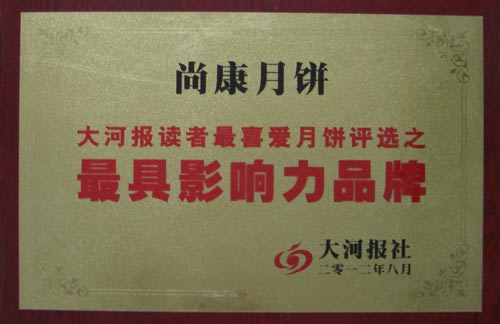 尚康月饼
大河报读者最喜爱月饼评选之
最具影响力品牌
大河报社
二零一二年八月